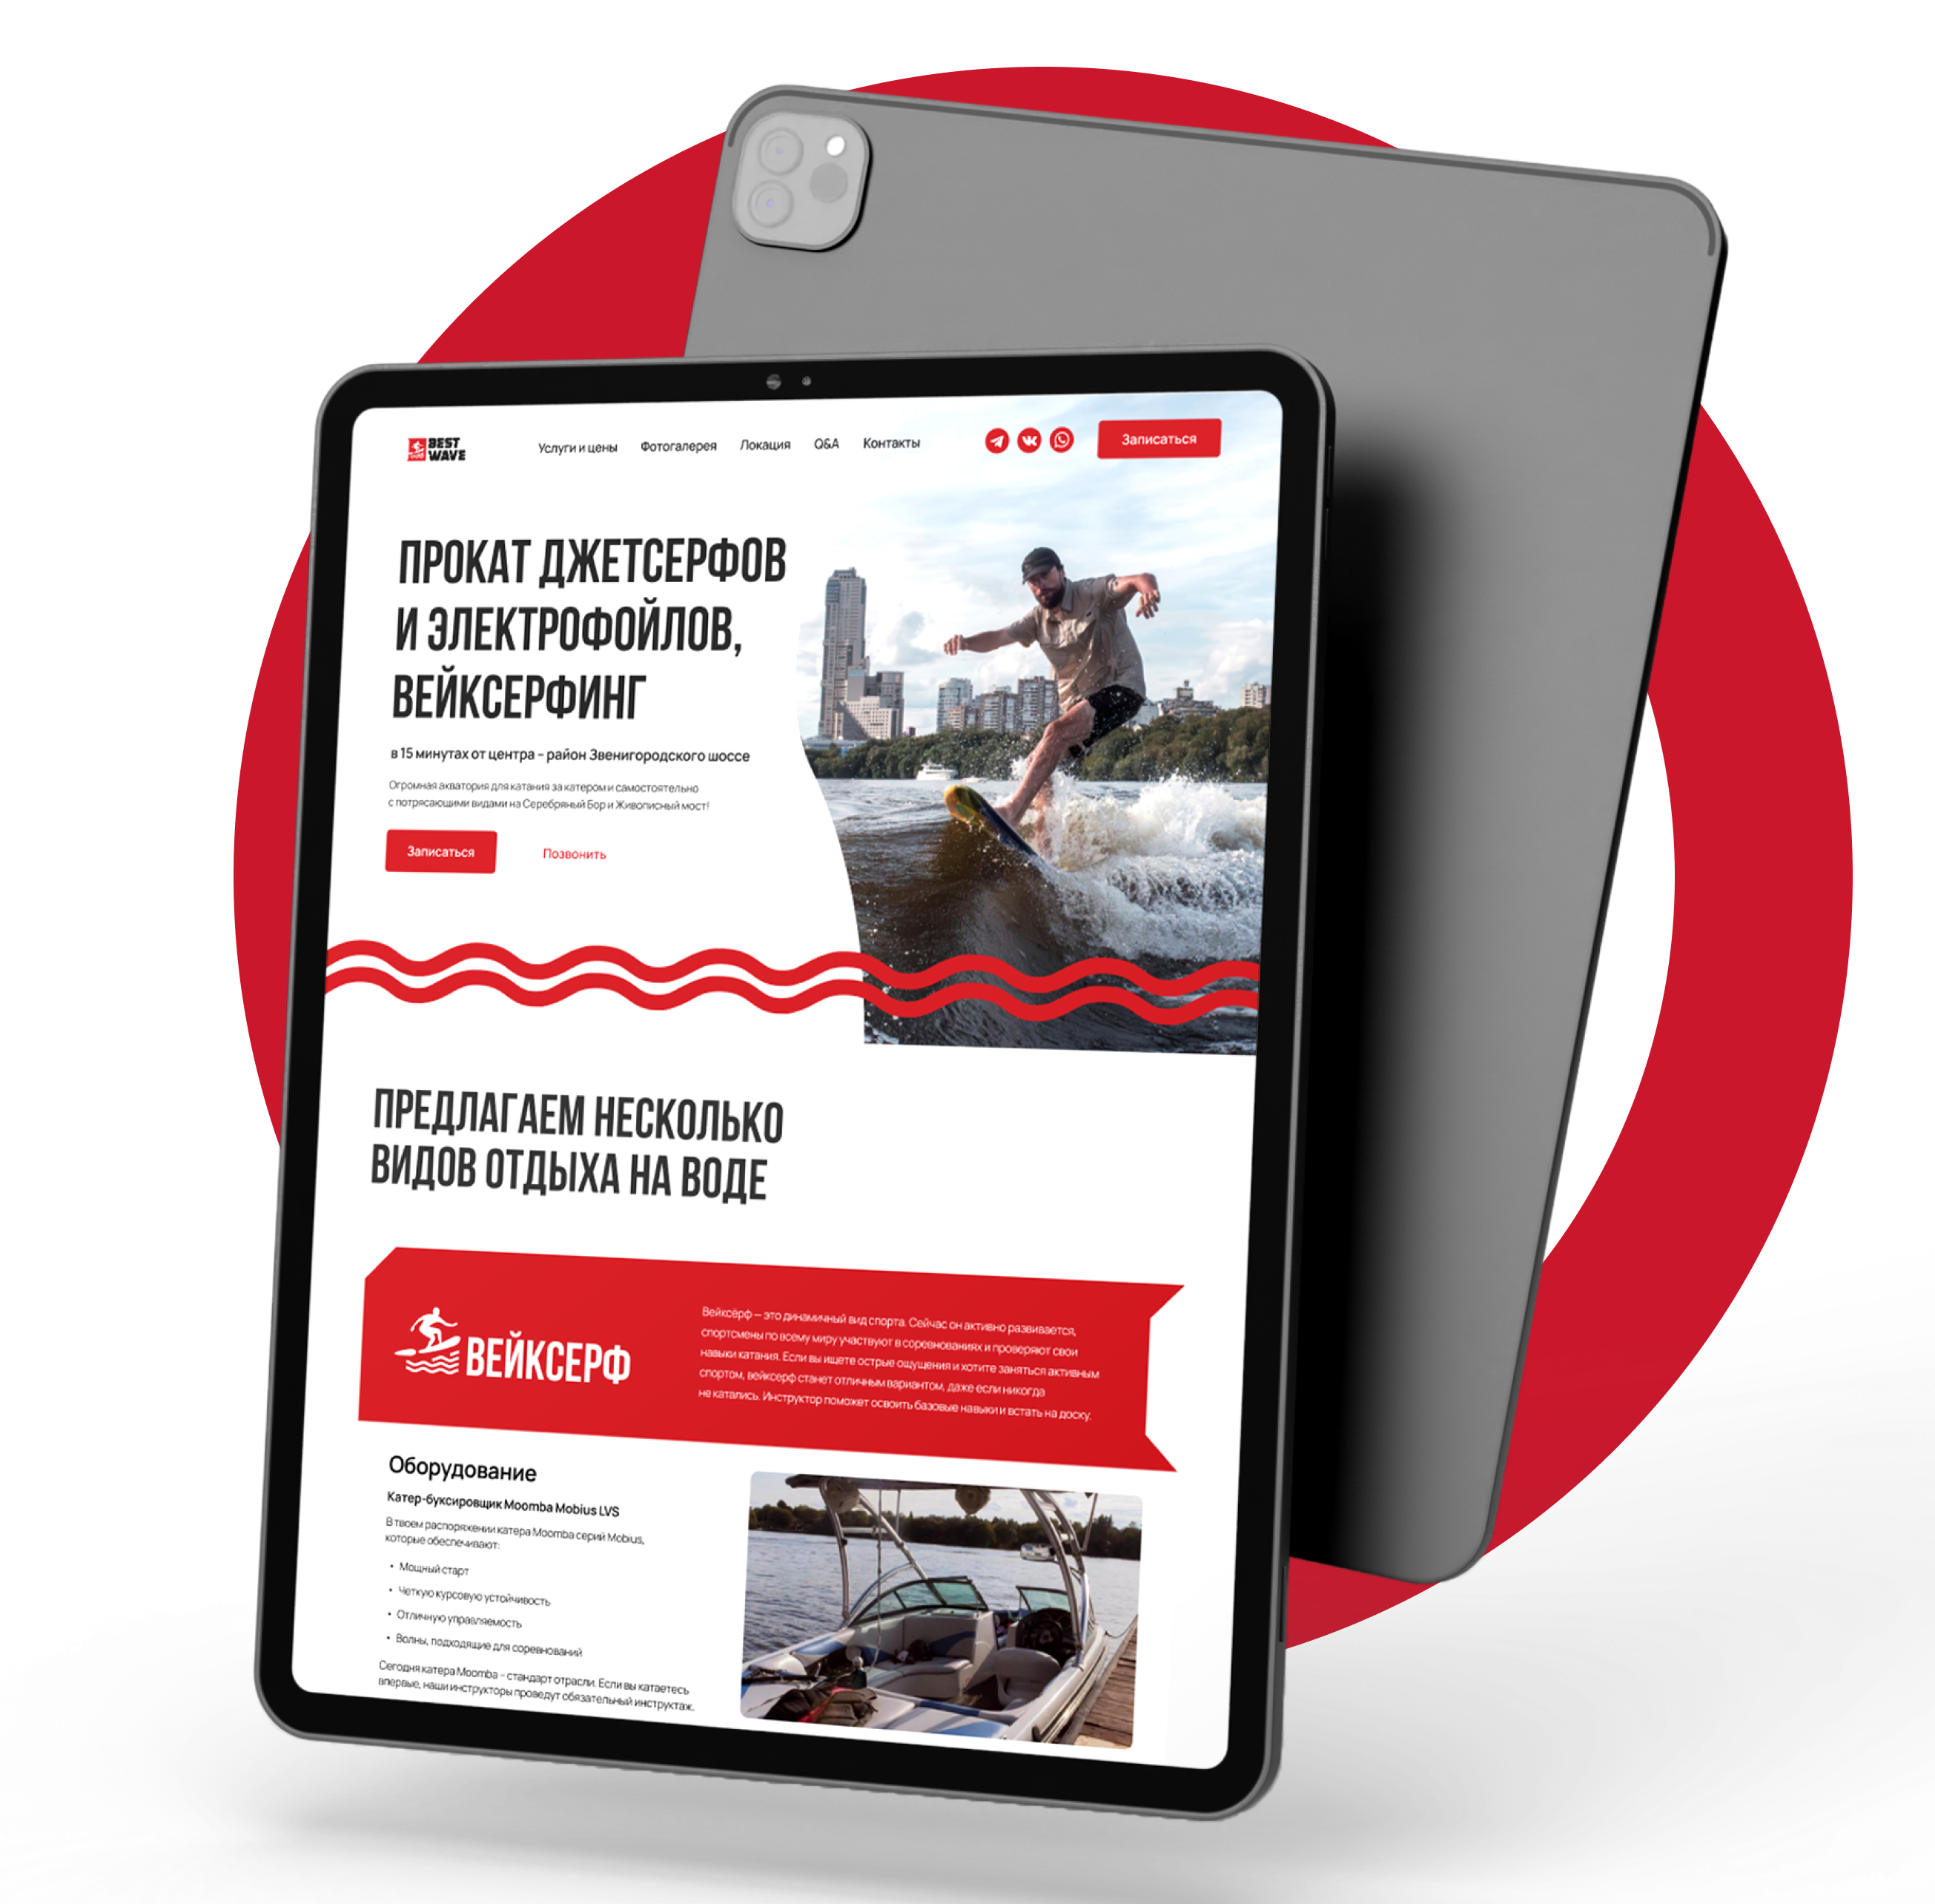 BEST
WAVE
Услуги и цены
Фотогалерея
Локация
Q&A
Контакты
Записаться
ПРОКАТ ДЖЕТСЕРФОВ
И ЭЛЕКТРОФОЙЛОВ,
ВЕЙКСЕРФИНГ
в 15 минутах от центра – район Звенигородского шоссе
Огромная акватория для катания за катером и самостоятельно
с потрясающими видами на Серебряный Бор и Живописный мост!
Записаться
Позвонить
ПРЕДЛАГАЕМ НЕСКОЛЬКО
ВИДОВ ОТДЫХА НА ВОДЕ
ВЕЙКСЕРФ
Вейксёрф — это динамичный вид спорта. Сейчас он активно развивается,
спортсмены по всему миру участвуют в соревнованиях и проверяют свои
навыки катания. Если вы ищете острые ощущения и хотите заняться активным
спортом, вейксерф станет отличным вариантом, даже если никогда
не катались. Инструктор поможет освоить базовые навыки и встать на доску.
Оборудование
Катер-буксировщик Moomba Mobius LVS
В твоем распоряжении катера Moomba серий Mobius,
которые обеспечивают:
• Мощный старт
• Четкую курсовую устойчивость
• Отличную управляемость
• Волны, подходящие для соревнований
Сегодня катера Moomba – стандарт отрасли. Если вы катаетесь
впервые, наши инструкторы проведут обязательный инструктаж.